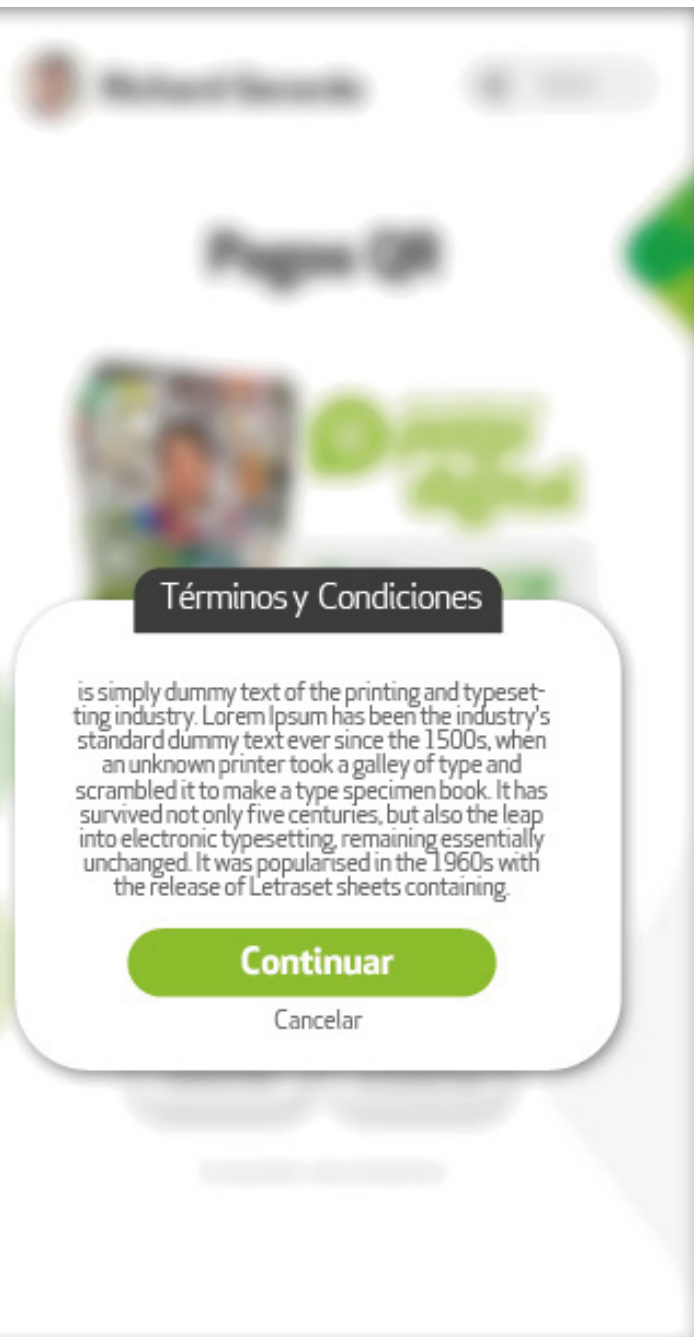 Pagos QR
Términos y Condiciones
is simply dummy text of the printing and typeset-
ting industry. Lorem Ipsum has been the industry's
standard dummy text ever since the 1500s, when
an unknown printer took a galley of type and
scrambled it to make a type specimen book. It has
survived not only five centuries, but also the leap
into electronic typesetting, remaining essentially
unchanged. It was popularised in the 1960s with
the release of Letraset sheets containing.
Continuar
Cancelar